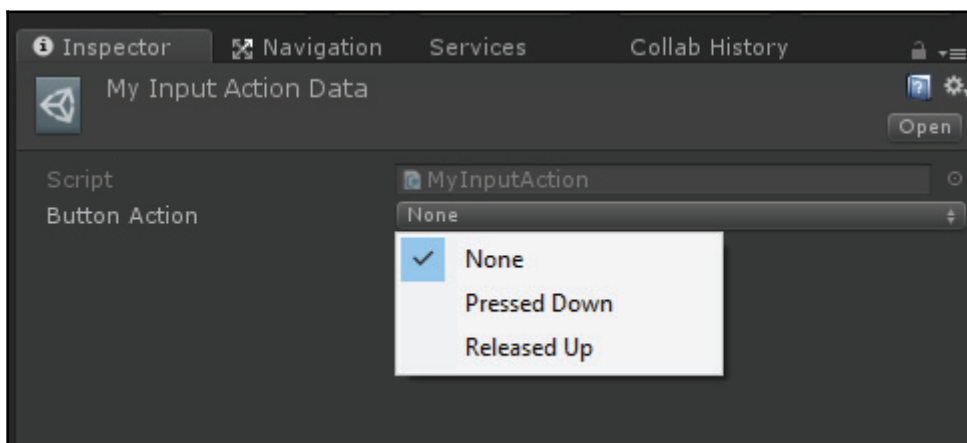 Inspector Navigation Services Collab History
My Input Action Data
Open
Script MyInputAction
Button Action None
None
Pressed Down
Released Up